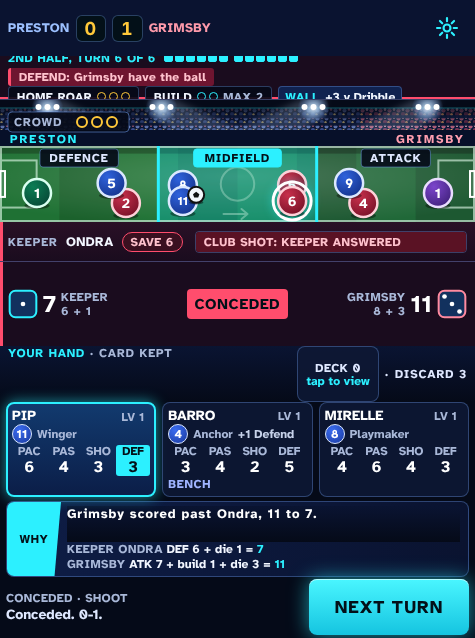 PRESTON 0 1 GRIMSBY
2ND HALF, TURN 6 OF 6
DEFEND: Grimsby have the ball
HOME ROAR BUILD MAX 2 WALL +3 v Dribble
CROWD
PRESTON GRIMSBY
DEFENCE MIDFIELD ATTACK
1 5 2 8 11 6 9 4 1
KEEPER ONDRA SAVE 6 CLUB SHOT: KEEPER ANSWERED
7 KEEPER 6 + 1 CONCEDED GRIMSBY 8 + 3 11
YOUR HAND · CARD KEPT
DECK 0 tap to view · DISCARD 3
PIP LV 1
11 Winger
PAC PAS SHO DEF
6 4 3 3
BARRO LV 1
4 Anchor +1 Defend
PAC PAS SHO DEF
3 4 2 5
BENCH
MIRELLE LV 1
8 Playmaker
PAC PAS SHO DEF
4 6 4 3
WHY
Grimsby scored past Ondra, 11 to 7.
KEEPER ONDRA DEF 6 + die 1 = 7
GRIMSBY ATK 7 + build 1 + die 3 = 11
CONCEDED · SHOOT
Conceded. 0-1.
NEXT TURN